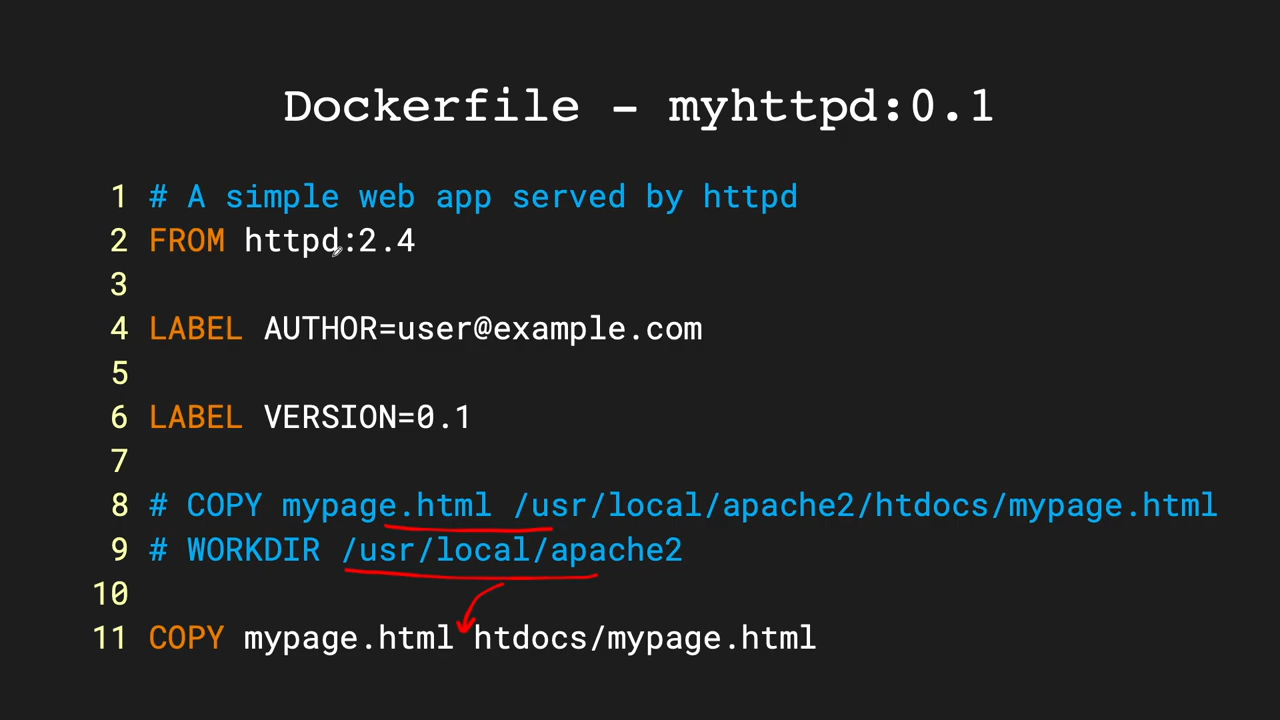 Dockerfile - myhttpd:0.1
1 # A simple web app served by httpd
2 FROM httpd:2.4
3
4 LABEL AUTHOR=user@example.com
5
6 LABEL VERSION=0.1
7
8 # COPY mypage.html /usr/local/apache2/htdocs/mypage.html
9 # WORKDIR /usr/local/apache2
10
11 COPY mypage.html htdocs/mypage.html